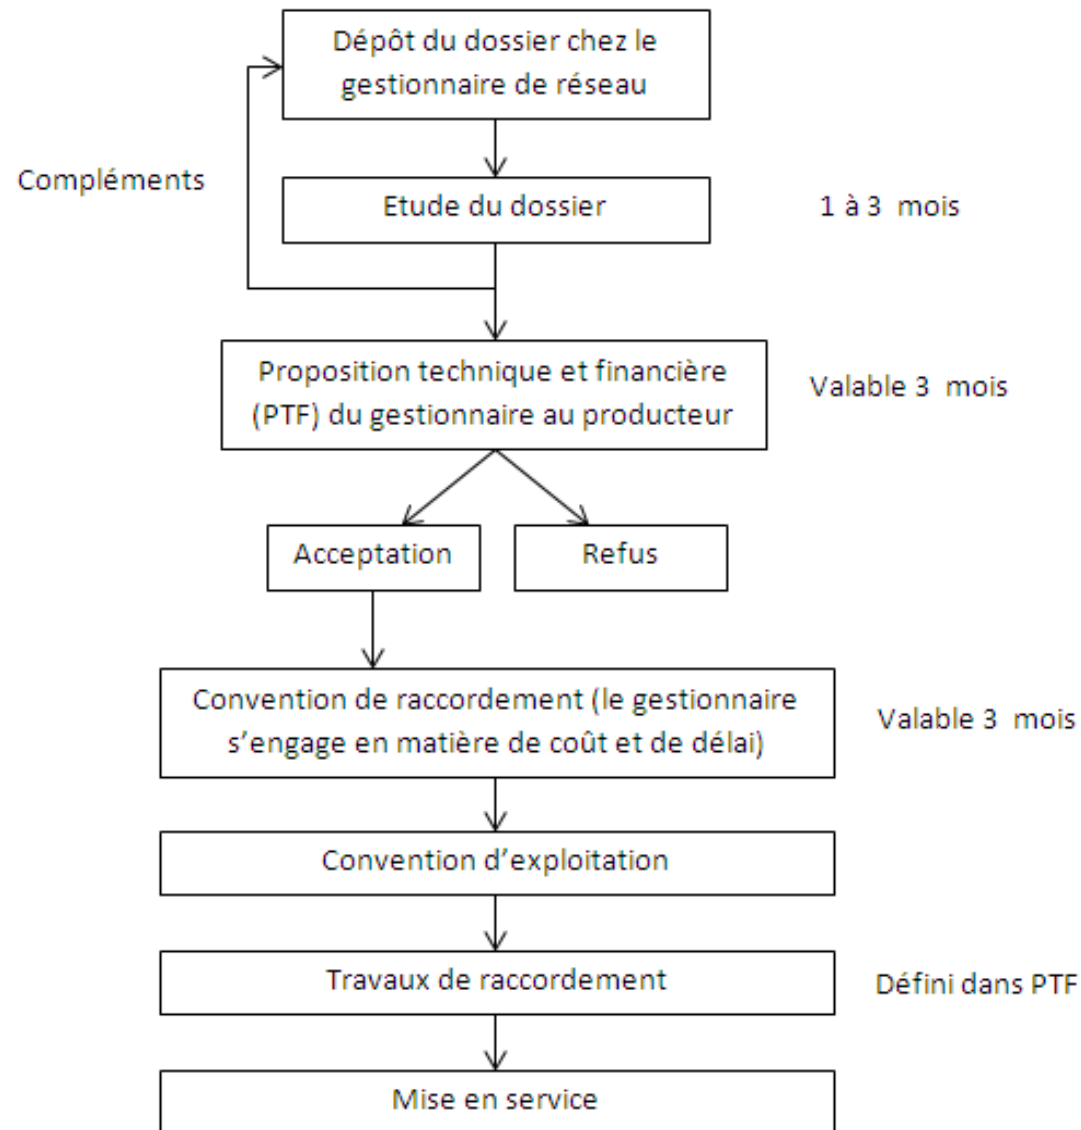 Dépôt du dossier chez le
gestionnaire de réseau
Compléments
Etude du dossier
1 à 3 mois
Proposition technique et financière
(PTF) du gestionnaire au producteur
Valable 3 mois
Acceptation
Refus
Convention de raccordement (le gestionnaire
s'engage en matière de coût et de délai)
Valable 3 mois
Convention d'exploitation
Travaux de raccordement
Défini dans PTF
Mise en service